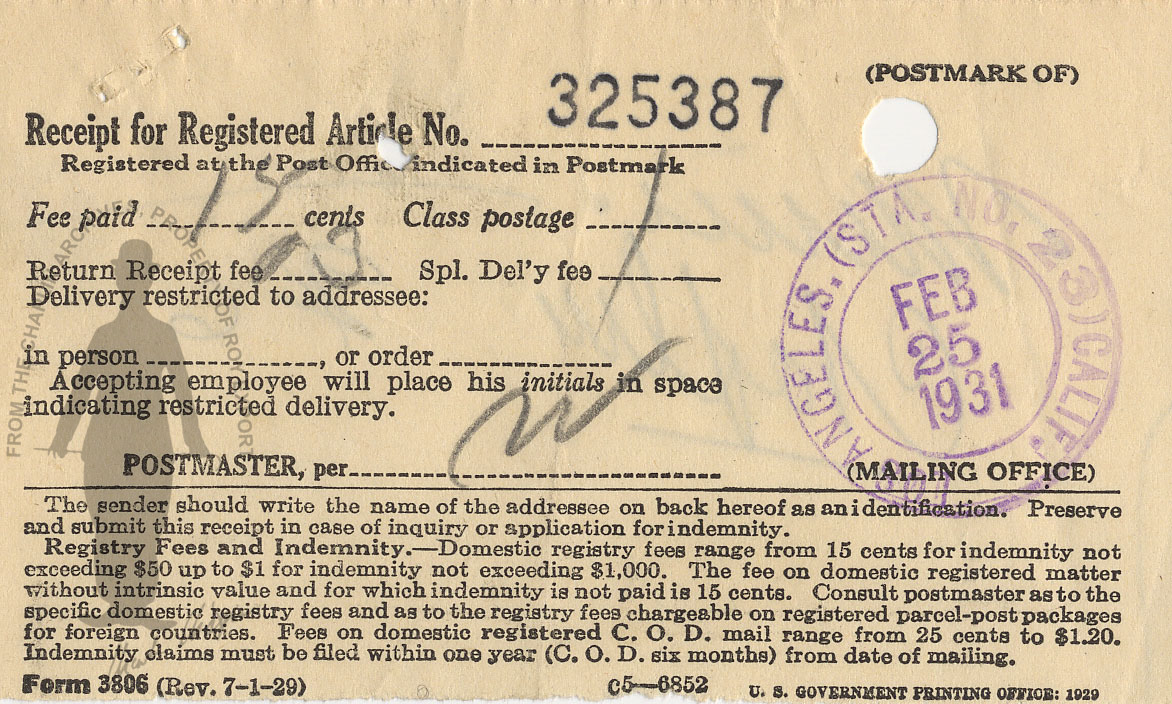 (POSTMARK OF)
325387
Receipt for Registered Article No.
Registered at the Post Office indicated in Postmark
Fee paid 15 cents Class postage 1
Return Receipt fee Spl. Del'y fee
Delivery restricted to addressee:
in person , or order
Accepting employee will place his initials in space
indicating restricted delivery.
POSTMASTER, per
LOS ANGELES. (STA. NO. 23) CALIF.
FEB
25
1931
(MAILING OFFICE)
The sender should write the name of the addressee on back hereof as an identification. Preserve
and submit this receipt in case of inquiry or application for indemnity.
Registry Fees and Indemnity.—Domestic registry fees range from 15 cents for indemnity not
exceeding $50 up to $1 for indemnity not exceeding $1,000. The fee on domestic registered matter
without intrinsic value and for which indemnity is not paid is 15 cents. Consult postmaster as to the
specific domestic registry fees and as to the registry fees chargeable on registered parcel-post packages
for foreign countries. Fees on domestic registered C. O. D. mail range from 25 cents to $1.20.
Indemnity claims must be filed within one year (C. O. D. six months) from date of mailing.
Form 3806 (Rev. 7-1-29)
c5—6852
U. S. GOVERNMENT PRINTING OFFICE: 1929
FROM THE CHAPLIN ARCHIVES, PROPERTY OF ROY EXPORT